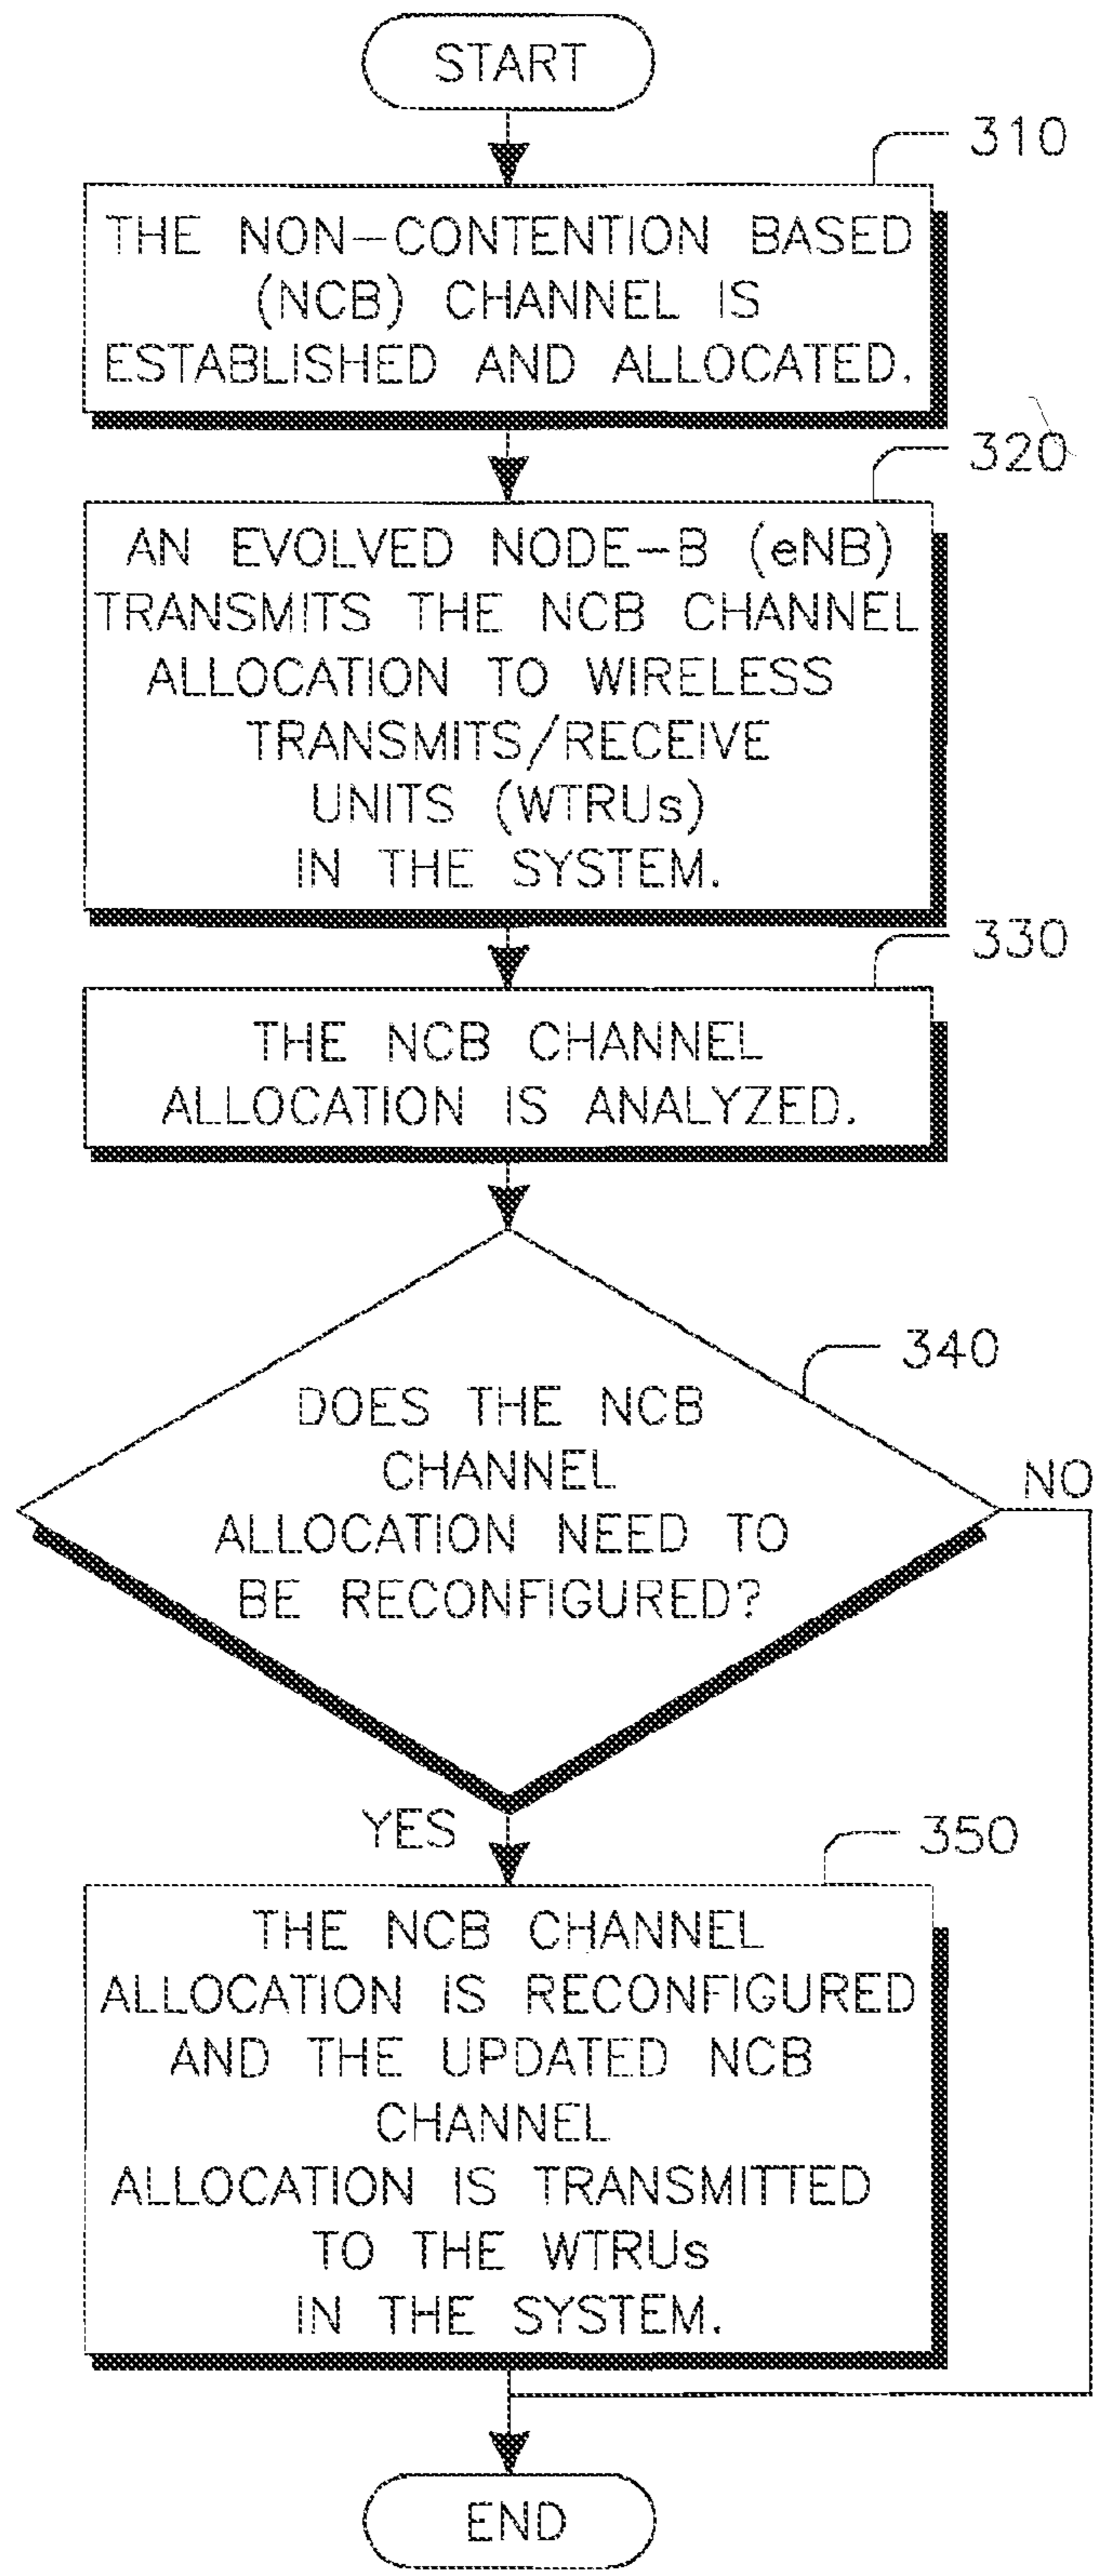 START
310
THE NON-CONTENTION BASED
(NCB) CHANNEL IS
ESTABLISHED AND ALLOCATED.
320
AN EVOLVED NODE-B (eNB)
TRANSMITS THE NCB CHANNEL
ALLOCATION TO WIRELESS
TRANSMITS/RECEIVE
UNITS (WTRUs)
IN THE SYSTEM.
330
THE NCB CHANNEL
ALLOCATION IS ANALYZED.
340
DOES THE NCB
CHANNEL
ALLOCATION NEED TO
BE RECONFIGURED?
NO
YES
350
THE NCB CHANNEL
ALLOCATION IS RECONFIGURED
AND THE UPDATED NCB
CHANNEL
ALLOCATION IS TRANSMITTED
TO THE WTRUs
IN THE SYSTEM.
END